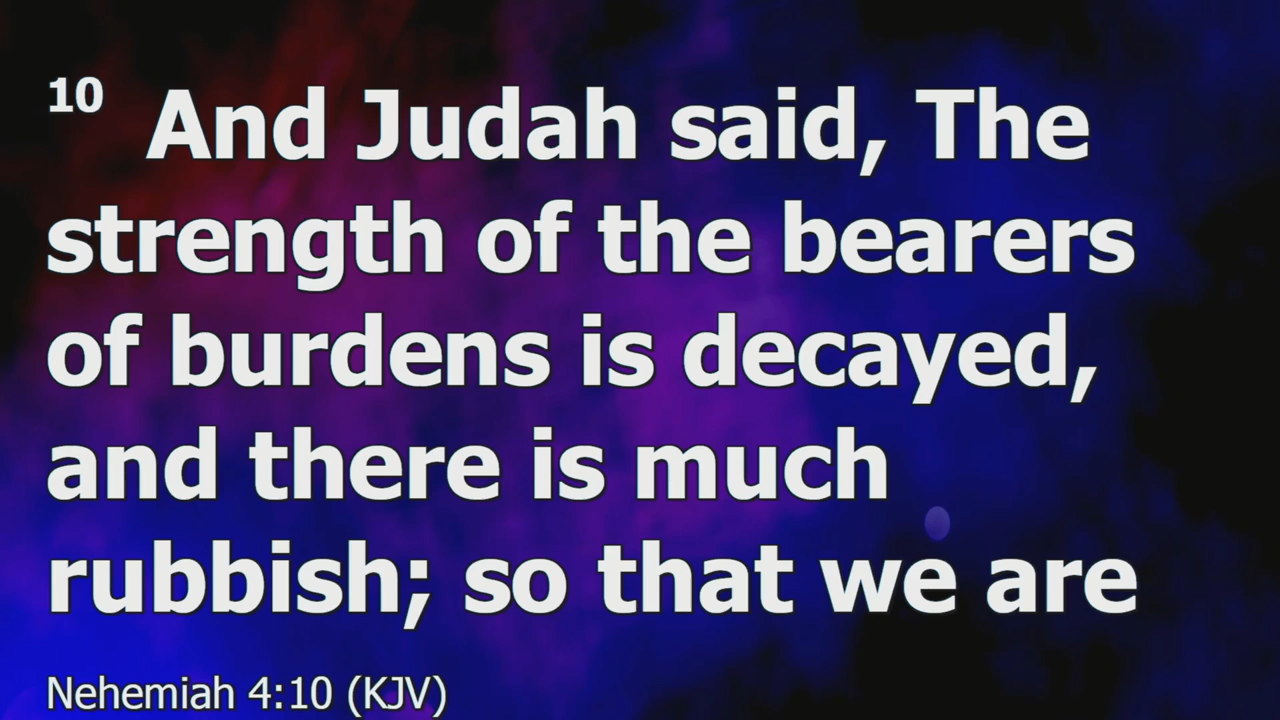 10 And Judah said, The
strength of the bearers
of burdens is decayed,
and there is much
rubbish; so that we are
Nehemiah 4:10 (KJV)